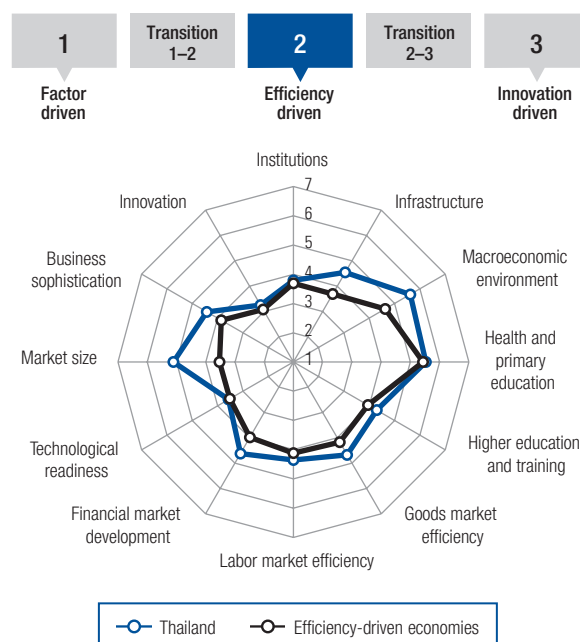 1
Transition
1–2
2
Transition
2–3
3
Factor
driven
Efficiency
driven
Innovation
driven
Institutions
Innovation
Infrastructure
Business
sophistication
Macroeconomic
environment
Market size
Health and
primary
education
Technological
readiness
Higher education
and training
Financial market
development
Goods market
efficiency
Labor market efficiency
7
6
5
4
3
2
1
Thailand
Efficiency-driven economies